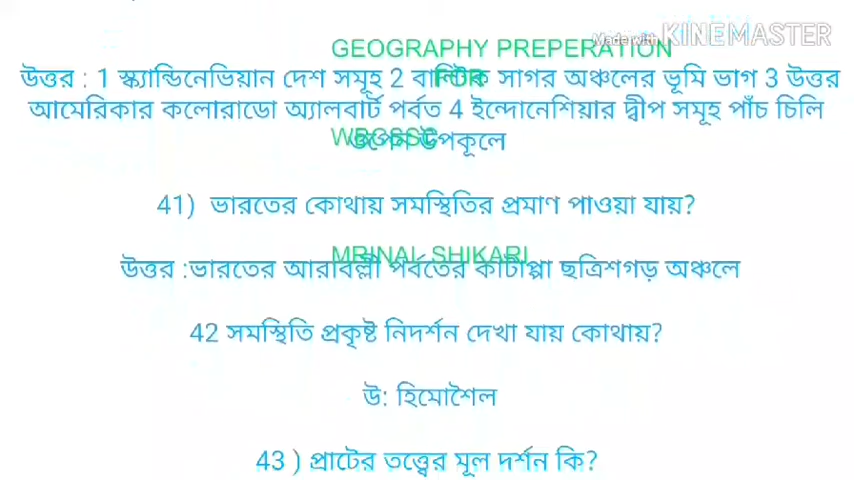 Made with KINEMASTER
GEOGRAPHY PREPERATION
উত্তর : 1 স্ক্যান্ডিনেভিয়ান দেশ সমূহ 2 বাল্টিক সাগর অঞ্চলের ভূমি ভাগ 3 উত্তর
FOR
আমেরিকার কলোরাডো অ্যালবার্ট পর্বত 4 ইন্দোনেশিয়ার দ্বীপ সমূহ পাঁচ চিলি
WBCSSC
উপকূলে
41) ভারতের কোথায় সমস্থিতির প্রমাণ পাওয়া যায়?
MRINAL SHIKARI
উত্তর :ভারতের আরাবল্লী পর্বতের কাটাপ্পা ছত্রিশগড় অঞ্চলে
42 সমস্থিতি প্রকৃষ্ট নিদর্শন দেখা যায় কোথায়?
উ: হিমোশৈল
43 ) প্রাটের তত্ত্বের মূল দর্শন কি?